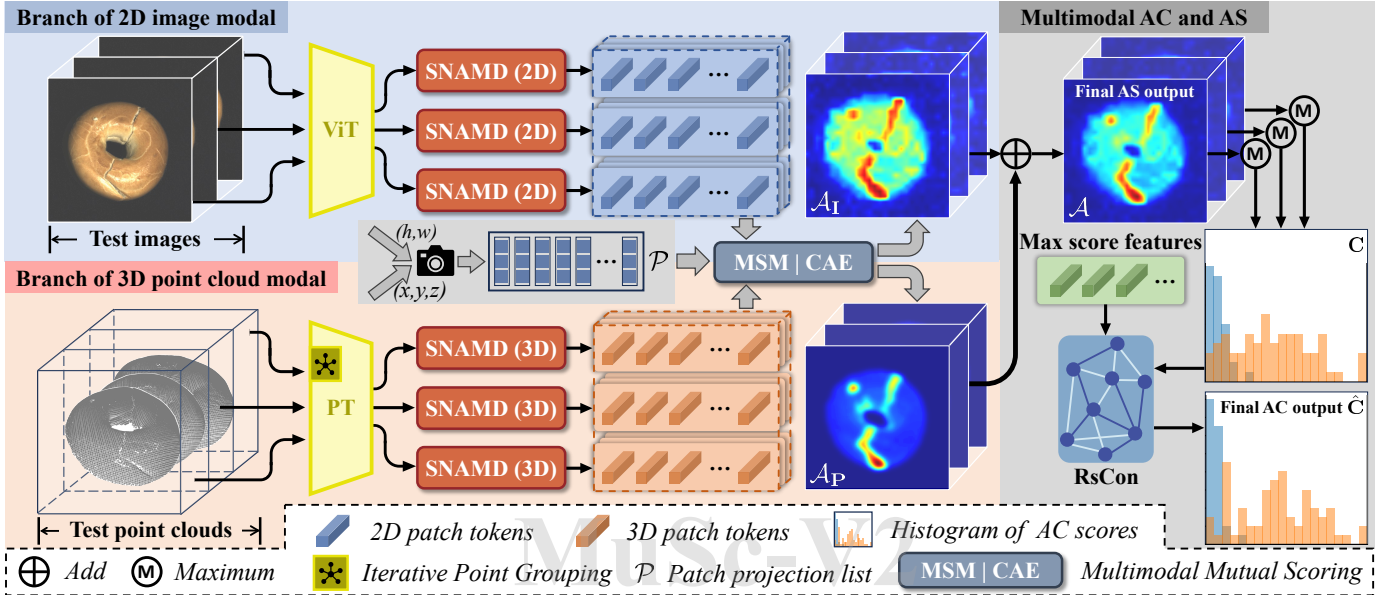 Branch of 2D image modal
Multimodal AC and AS
SNAMD (2D)
SNAMD (2D)
SNAMD (2D)
ViT
...
...
...
𝒜_I
Final AS output
𝒜
M
M
M
Test images
(h,w)
(x,y,z)
...
𝒫
MSM | CAE
Max score features
...
C
Branch of 3D point cloud modal
SNAMD (3D)
SNAMD (3D)
SNAMD (3D)
PT
...
...
...
𝒜_P
RsCon
Final AC output Ĉ
Test point clouds
MuSc-V2
2D patch tokens
3D patch tokens
Histogram of AC scores
Add
M Maximum
Iterative Point Grouping
𝒫 Patch projection list
MSM | CAE
Multimodal Mutual Scoring